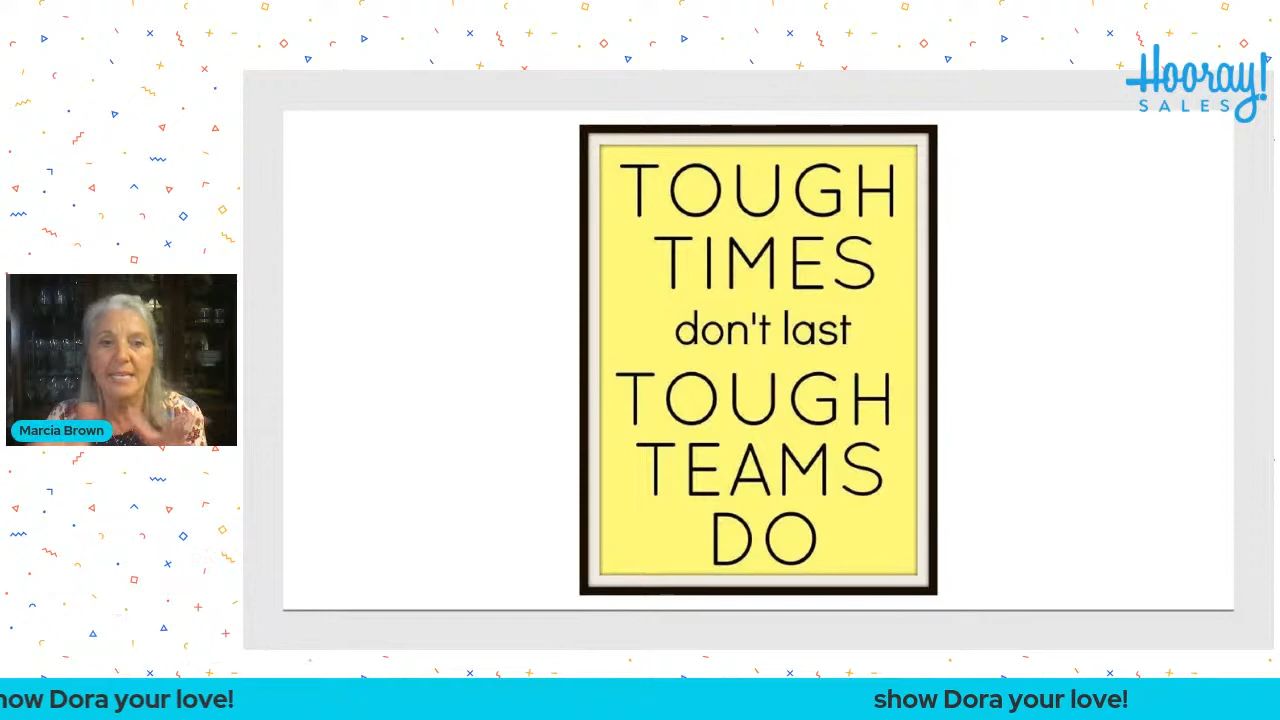 Hooray!
SALES
TOUGH
TIMES
don't last
TOUGH
TEAMS
DO
Marcia Brown
how Dora your love!
show Dora your love!